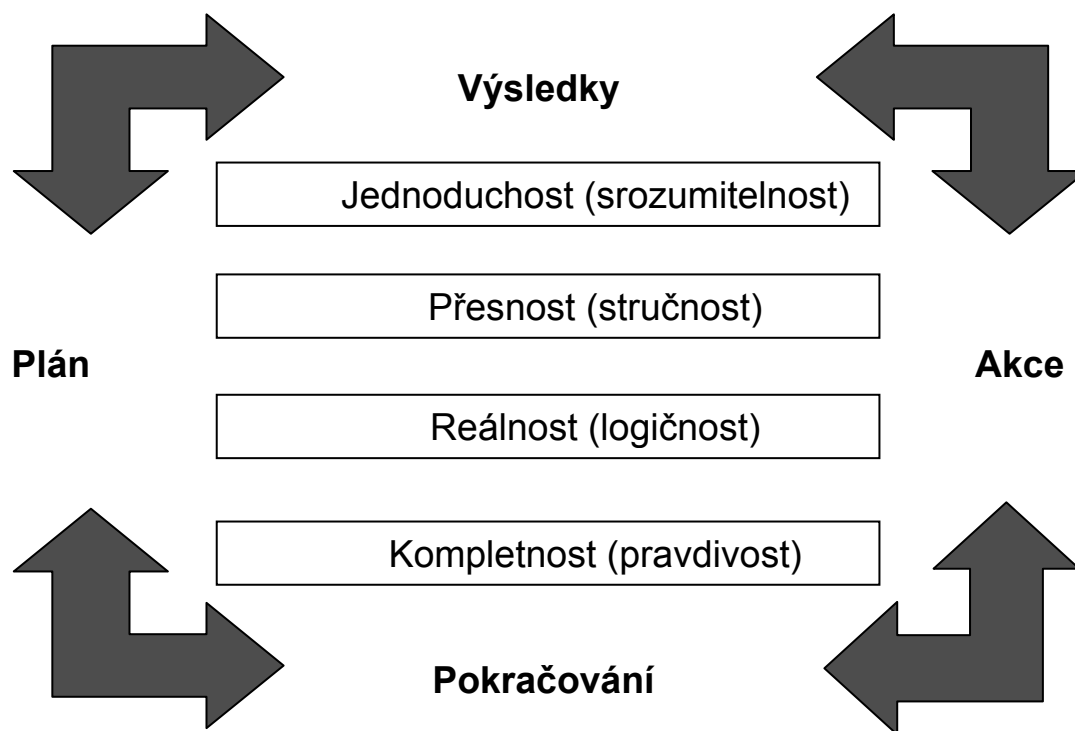 Výsledky
Jednoduchost (srozumitelnost)
Přesnost (stručnost)
Plán
Akce
Reálnost (logičnost)
Kompletnost (pravdivost)
Pokračování